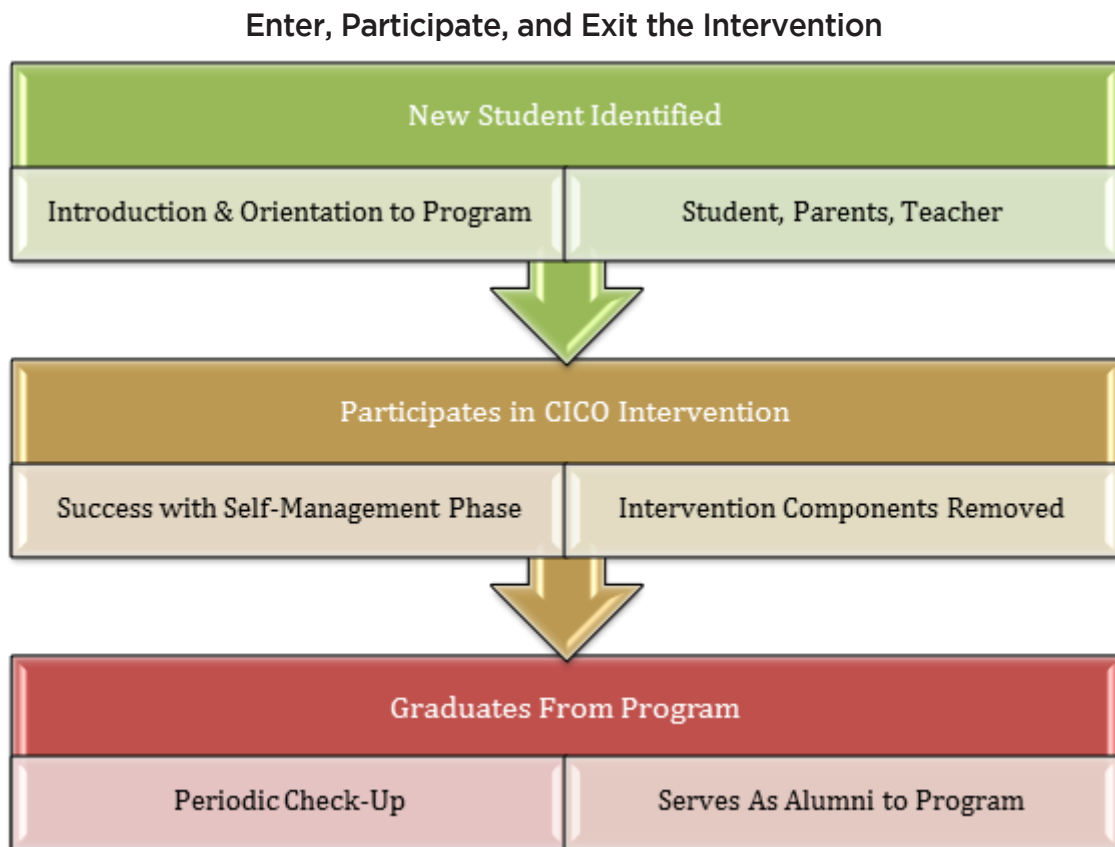 Enter, Participate, and Exit the Intervention
New Student Identified
Introduction & Orientation to Program
Student, Parents, Teacher
Participates in CICO Intervention
Success with Self-Management Phase
Intervention Components Removed
Graduates From Program
Periodic Check-Up
Serves As Alumni to Program